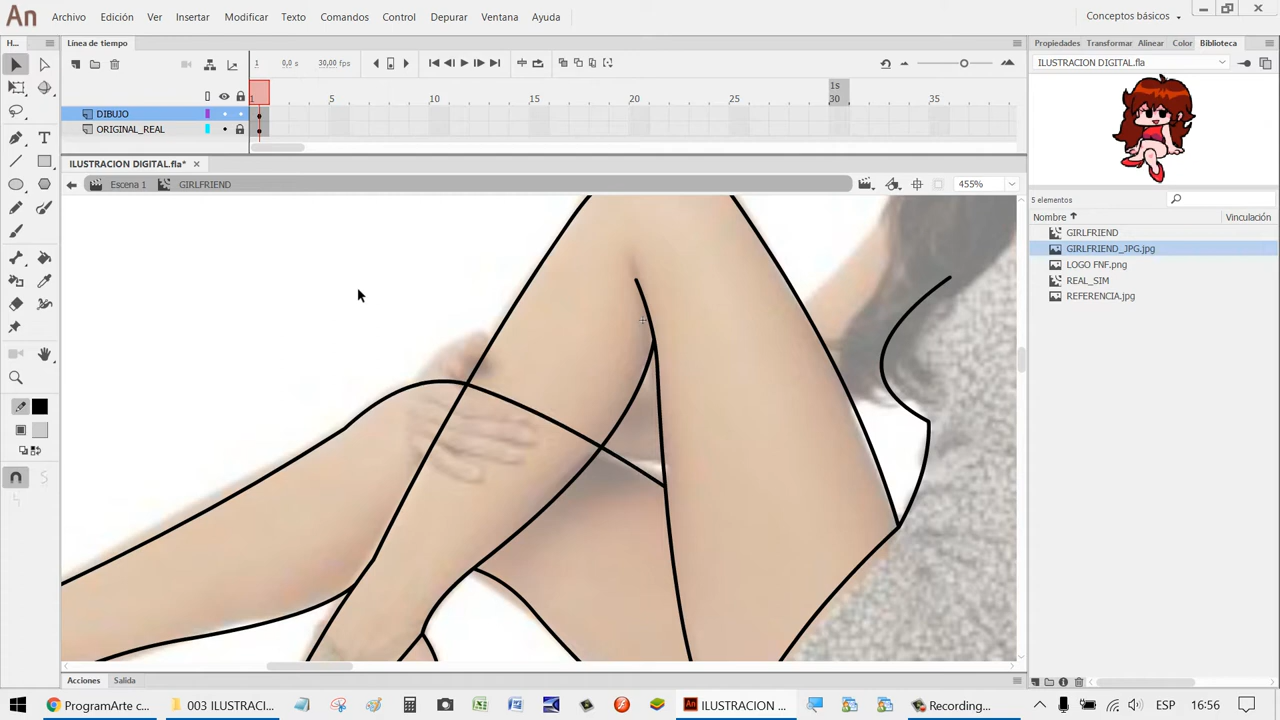 An Archivo Edición Ver Insertar Modificar Texto Comandos Control Depurar Ventana Ayuda Conceptos básicos
H... Línea de tiempo Propiedades Transformar Alinear Color Biblioteca
1 0,0 s 30,00 fps ILUSTRACION DIGITAL.fla
1s
1 5 10 15 20 25 30 35
DIBUJO
ORIGINAL_REAL
ILUSTRACION DIGITAL.fla*
Escena 1 GIRLFRIEND 455%
5 elementos
Nombre Vinculación
GIRLFRIEND
GIRLFRIEND_JPG.jpg
LOGO FNF.png
REAL_SIM
REFERENCIA.jpg
Acciones Salida
ProgramArte c... 003 ILUSTRACI... ILUSTRACION ... Recording... ESP 16:56